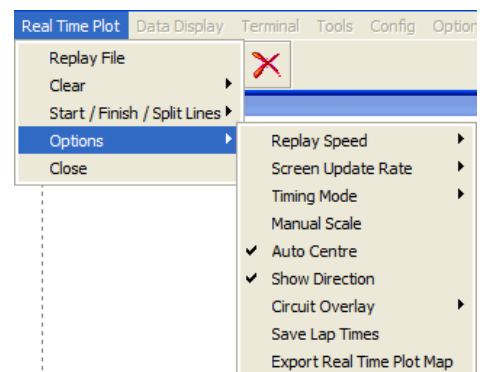 Real Time Plot Data Display Terminal Tools Config Option
Replay File
Clear
Start / Finish / Split Lines
Options
Close
Replay Speed
Screen Update Rate
Timing Mode
Manual Scale
Auto Centre
Show Direction
Circuit Overlay
Save Lap Times
Export Real Time Plot Map